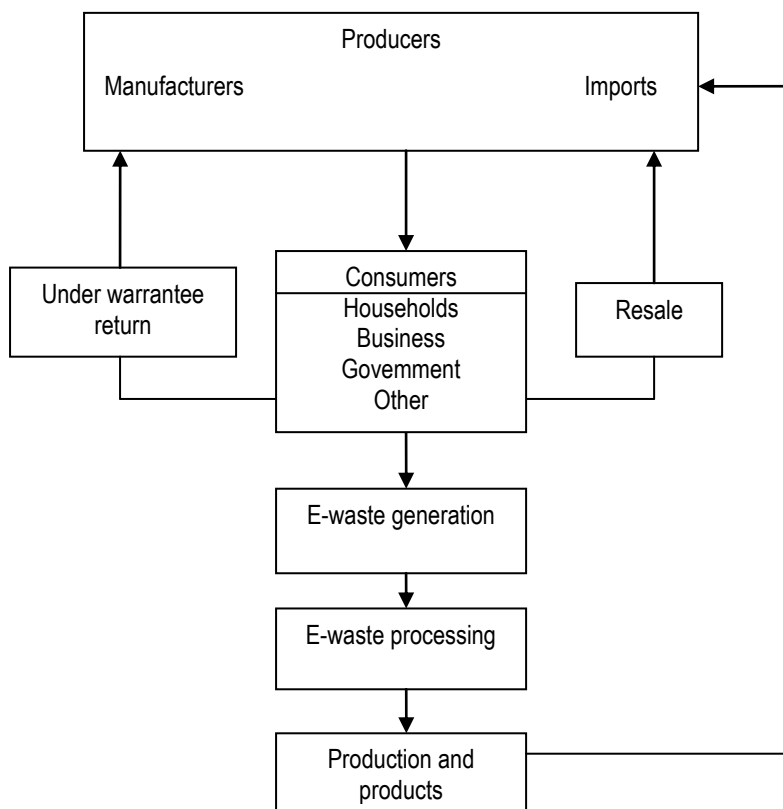 Producers
Manufacturers Imports
Under warrantee
return
Consumers
Households
Business
Govemment
Other
Resale
E-waste generation
E-waste processing
Production and
products